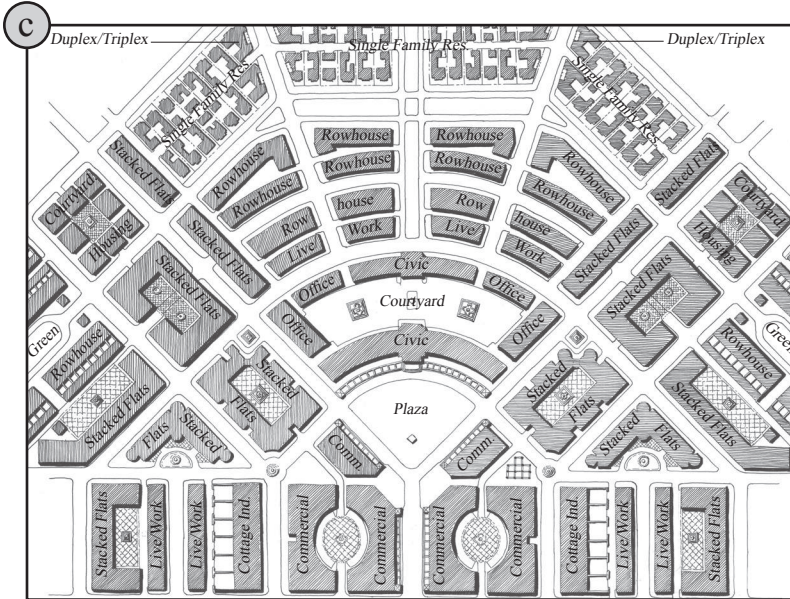 C
Duplex/Triplex
Single Family Res.
Duplex/Triplex
Single Family Res.
Single Family Res.
Rowhouse
Rowhouse
Stacked Flats
Rowhouse
Rowhouse
Rowhouse
Rowhouse
Stacked Flats
Courtyard
Housing
Rowhouse
Rowhouse
Courtyard
Housing
Row
house
Row
house
Stacked Flats
Live/
Work
Live/
Work
Stacked Flats
Stacked Flats
Civic
Stacked Flats
Office
Courtyard
Office
Green
Rowhouse
Office
Civic
Office
Rowhouse
Green
Stacked Flats
Stacked
Flats
Plaza
Stacked
Flats
Stacked Flats
Flats
Stacked
Comm.
Comm.
Stacked
Flats
Stacked Flats
Live/Work
Live/Work
Cottage Ind.
Commercial
Commercial
Commercial
Commercial
Cottage Ind.
Live/Work
Live/Work
Stacked Flats